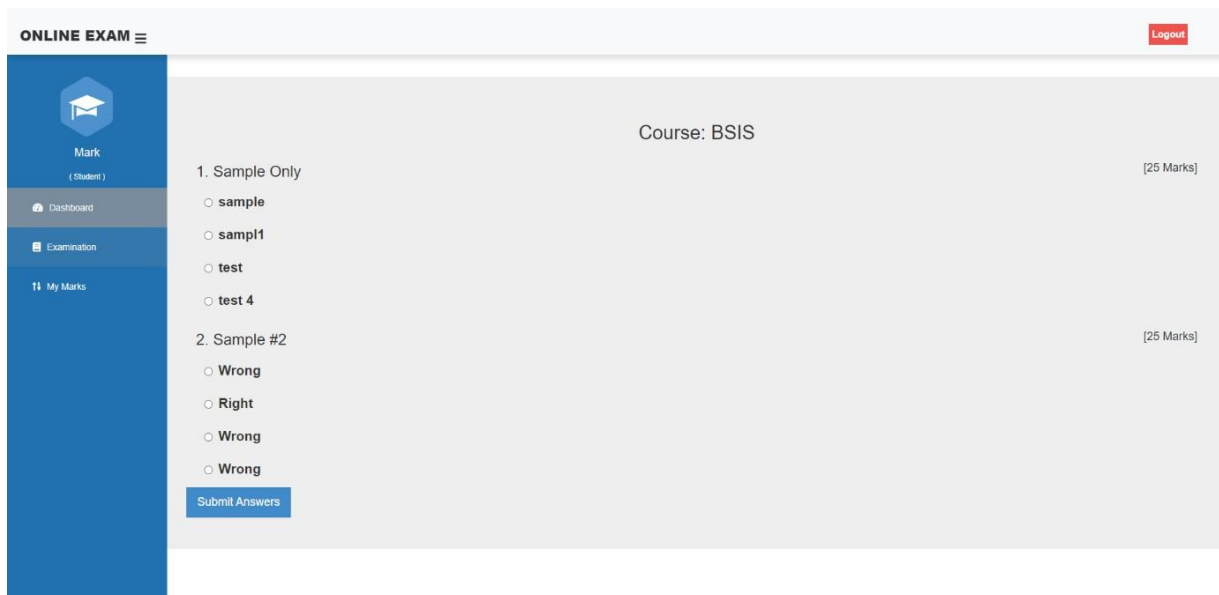 ONLINE EXAM
Logout
Mark
( Student )
Dashboard
Examination
My Marks
Course: BSIS
1. Sample Only [25 Marks]
sample
sampl1
test
test 4
2. Sample #2 [25 Marks]
Wrong
Right
Wrong
Wrong
Submit Answers